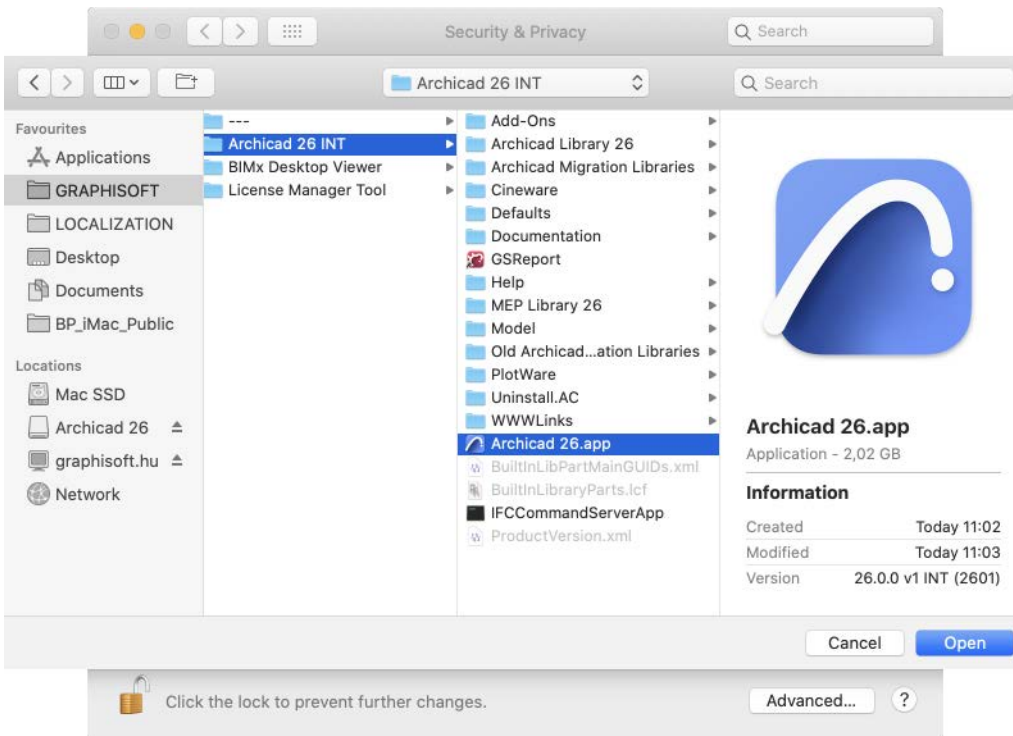 Security & Privacy
Search
Archicad 26 INT
Search
Favourites
Applications
GRAPHISOFT
LOCALIZATION
Desktop
Documents
BP_iMac_Public
Locations
Mac SSD
Archicad 26
graphisoft.hu
Network
---
Archicad 26 INT
BIMx Desktop Viewer
License Manager Tool
Add-Ons
Archicad Library 26
Archicad Migration Libraries
Cineware
Defaults
Documentation
GSReport
Help
MEP Library 26
Model
Old Archicad...ation Libraries
PlotWare
Uninstall.AC
WWWLinks
Archicad 26.app
BuiltInLibPartMainGUIDs.xml
BuiltInLibraryParts.lcf
IFCCommandServerApp
ProductVersion.xml
Archicad 26.app
Application - 2,02 GB
Information
Created Today 11:02
Modified Today 11:03
Version 26.0.0 v1 INT (2601)
Cancel Open
Click the lock to prevent further changes.
Advanced... ?